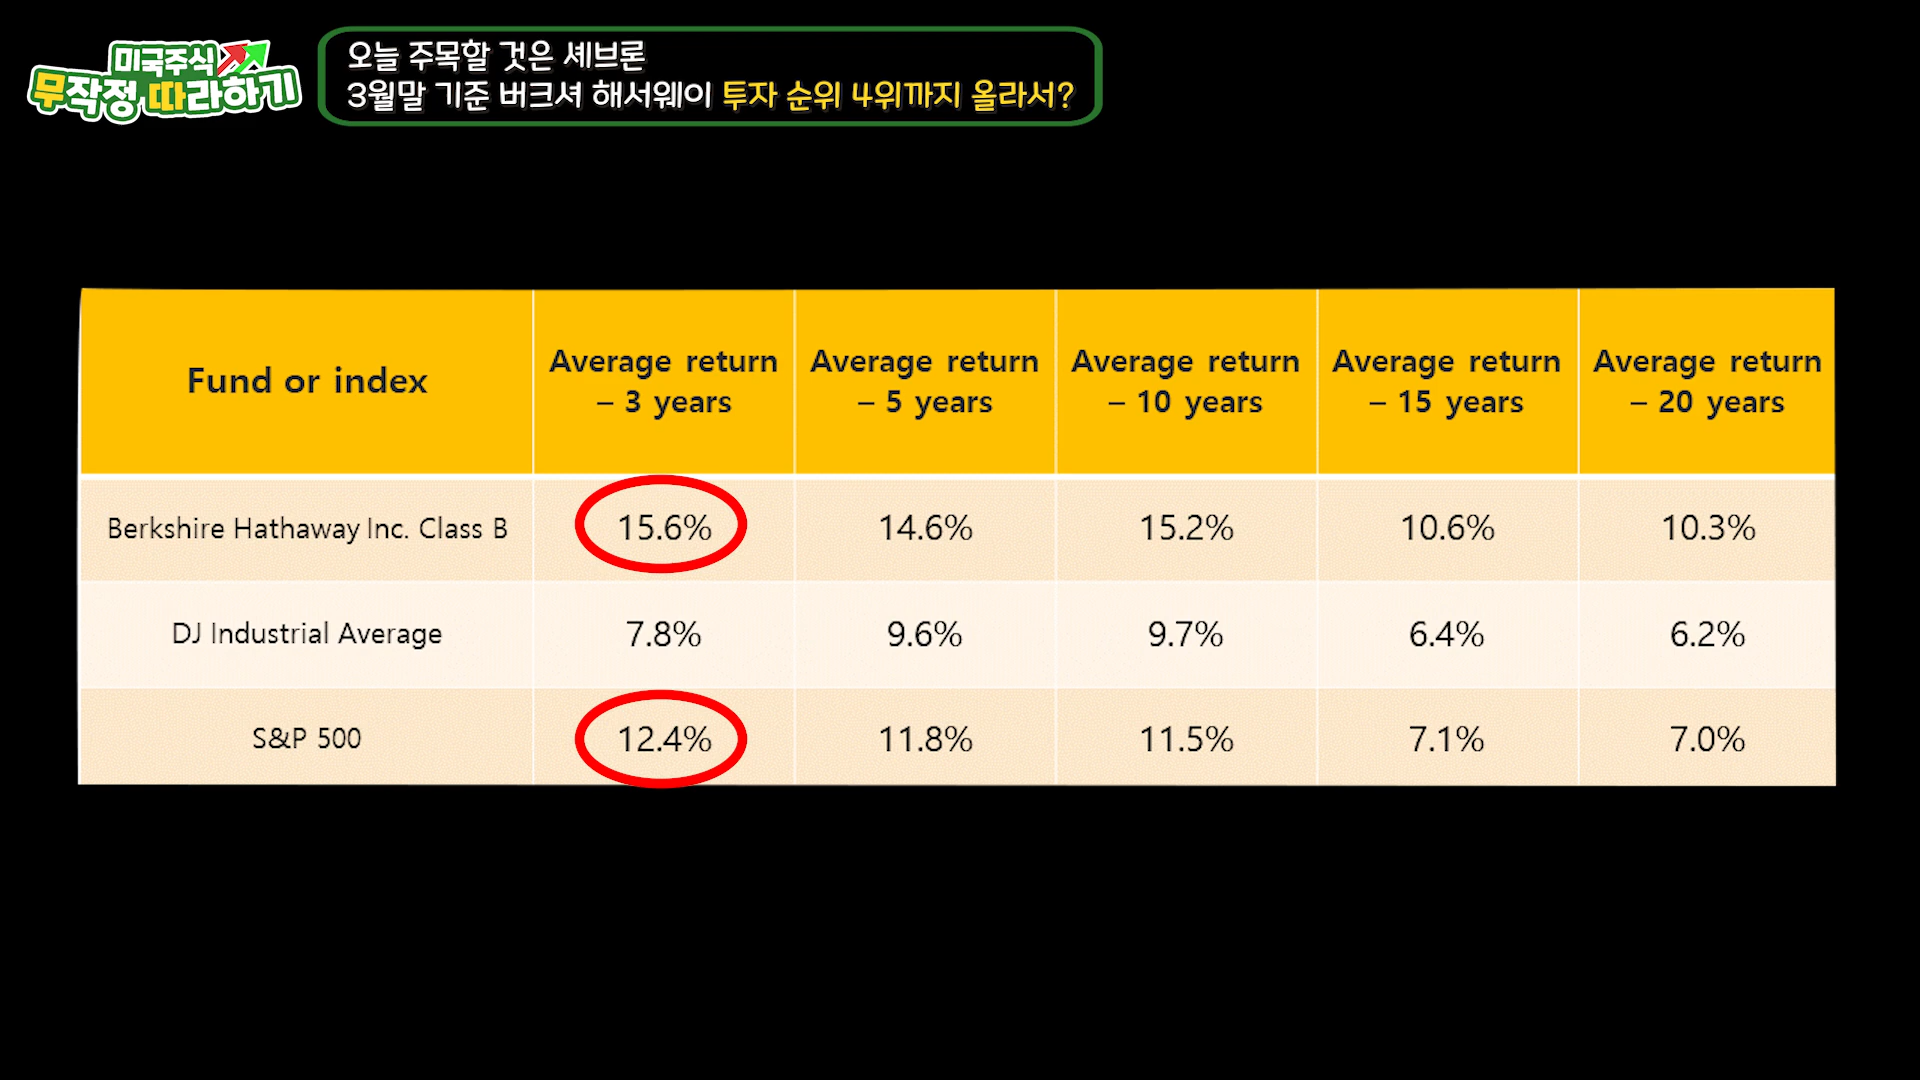 미국주식
무작정 따라하기
오늘 주목할 것은 셰브론
3월말 기준 버크셔 해서웨이 투자 순위 4위까지 올라서?
Fund or index
Average return
– 3 years
Average return
– 5 years
Average return
– 10 years
Average return
– 15 years
Average return
– 20 years
Berkshire Hathaway Inc. Class B
15.6%
14.6%
15.2%
10.6%
10.3%
DJ Industrial Average
7.8%
9.6%
9.7%
6.4%
6.2%
S&P 500
12.4%
11.8%
11.5%
7.1%
7.0%